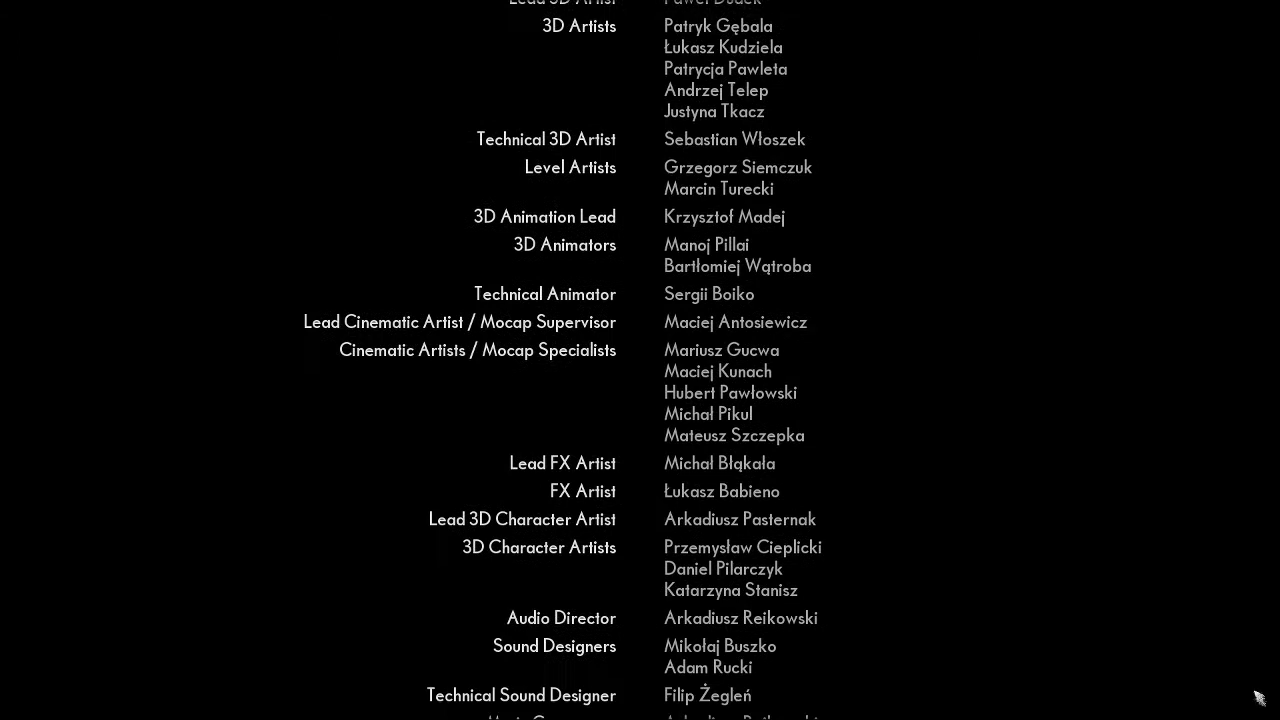 Lead 3D Artist Paweł Dudek
3D Artists Patryk Gębala
Łukasz Kudziela
Patrycja Pawleta
Andrzej Telep
Justyna Tkacz
Technical 3D Artist Sebastian Włoszek
Level Artists Grzegorz Siemczuk
Marcin Turecki
3D Animation Lead Krzysztof Madej
3D Animators Manoj Pillai
Bartłomiej Wątroba
Technical Animator Sergii Boiko
Lead Cinematic Artist / Mocap Supervisor Maciej Antosiewicz
Cinematic Artists / Mocap Specialists Mariusz Gucwa
Maciej Kunach
Hubert Pawłowski
Michał Pikul
Mateusz Szczepka
Lead FX Artist Michał Błąkała
FX Artist Łukasz Babieno
Lead 3D Character Artist Arkadiusz Pasternak
3D Character Artists Przemysław Cieplicki
Daniel Pilarczyk
Katarzyna Stanisz
Audio Director Arkadiusz Reikowski
Sound Designers Mikołaj Buszko
Adam Rucki
Technical Sound Designer Filip Żegleń